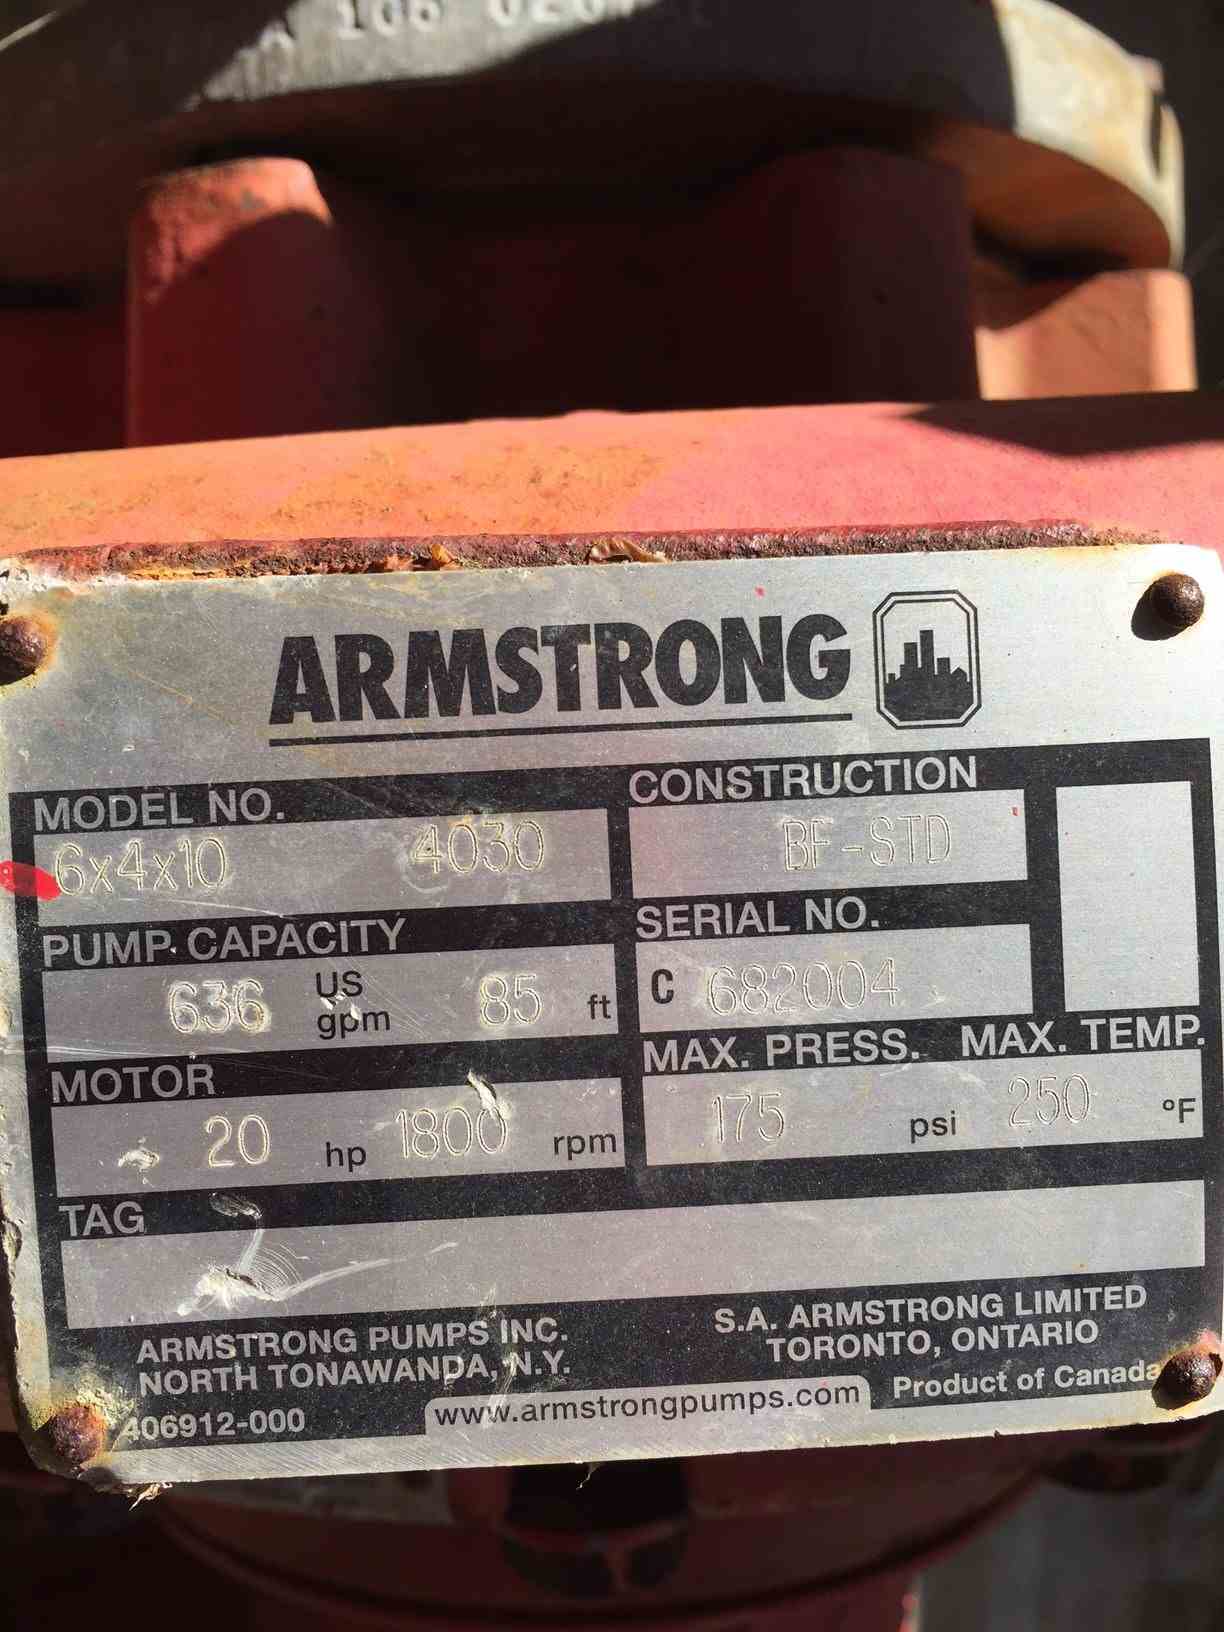 106
ARMSTRONG
MODEL NO.
6x4x10 4030
CONSTRUCTION
BF-STD
PUMP CAPACITY
636 US gpm 85 ft
SERIAL NO.
C 682004
MOTOR
20 hp 1800 rpm
MAX. PRESS. MAX. TEMP.
175 psi 250 °F
TAG
ARMSTRONG PUMPS INC.
NORTH TONAWANDA, N.Y.
S.A. ARMSTRONG LIMITED
TORONTO, ONTARIO
406912-000
www.armstrongpumps.com
Product of Canada